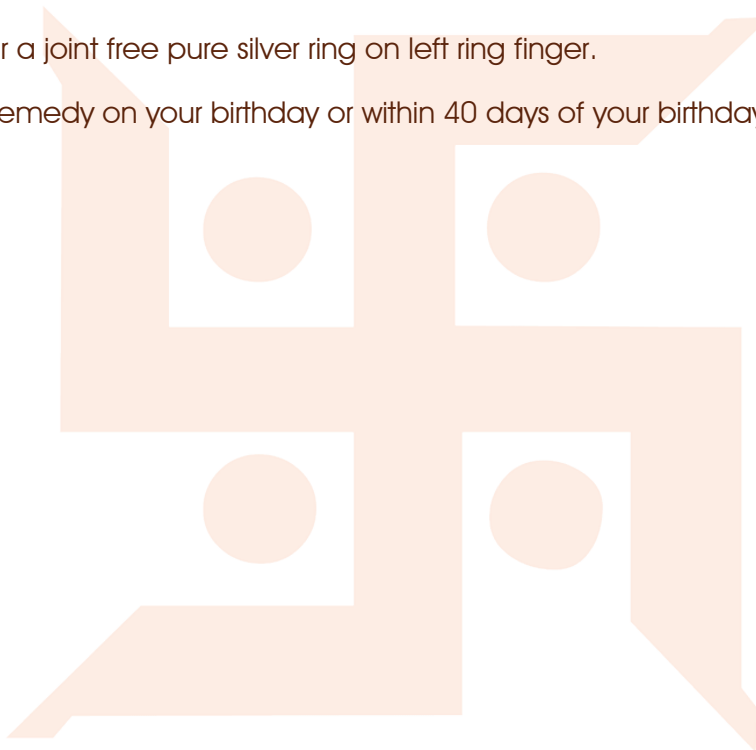 r a joint free pure silver ring on left ring finger.
emedy on your birthday or within 40 days of your birthday